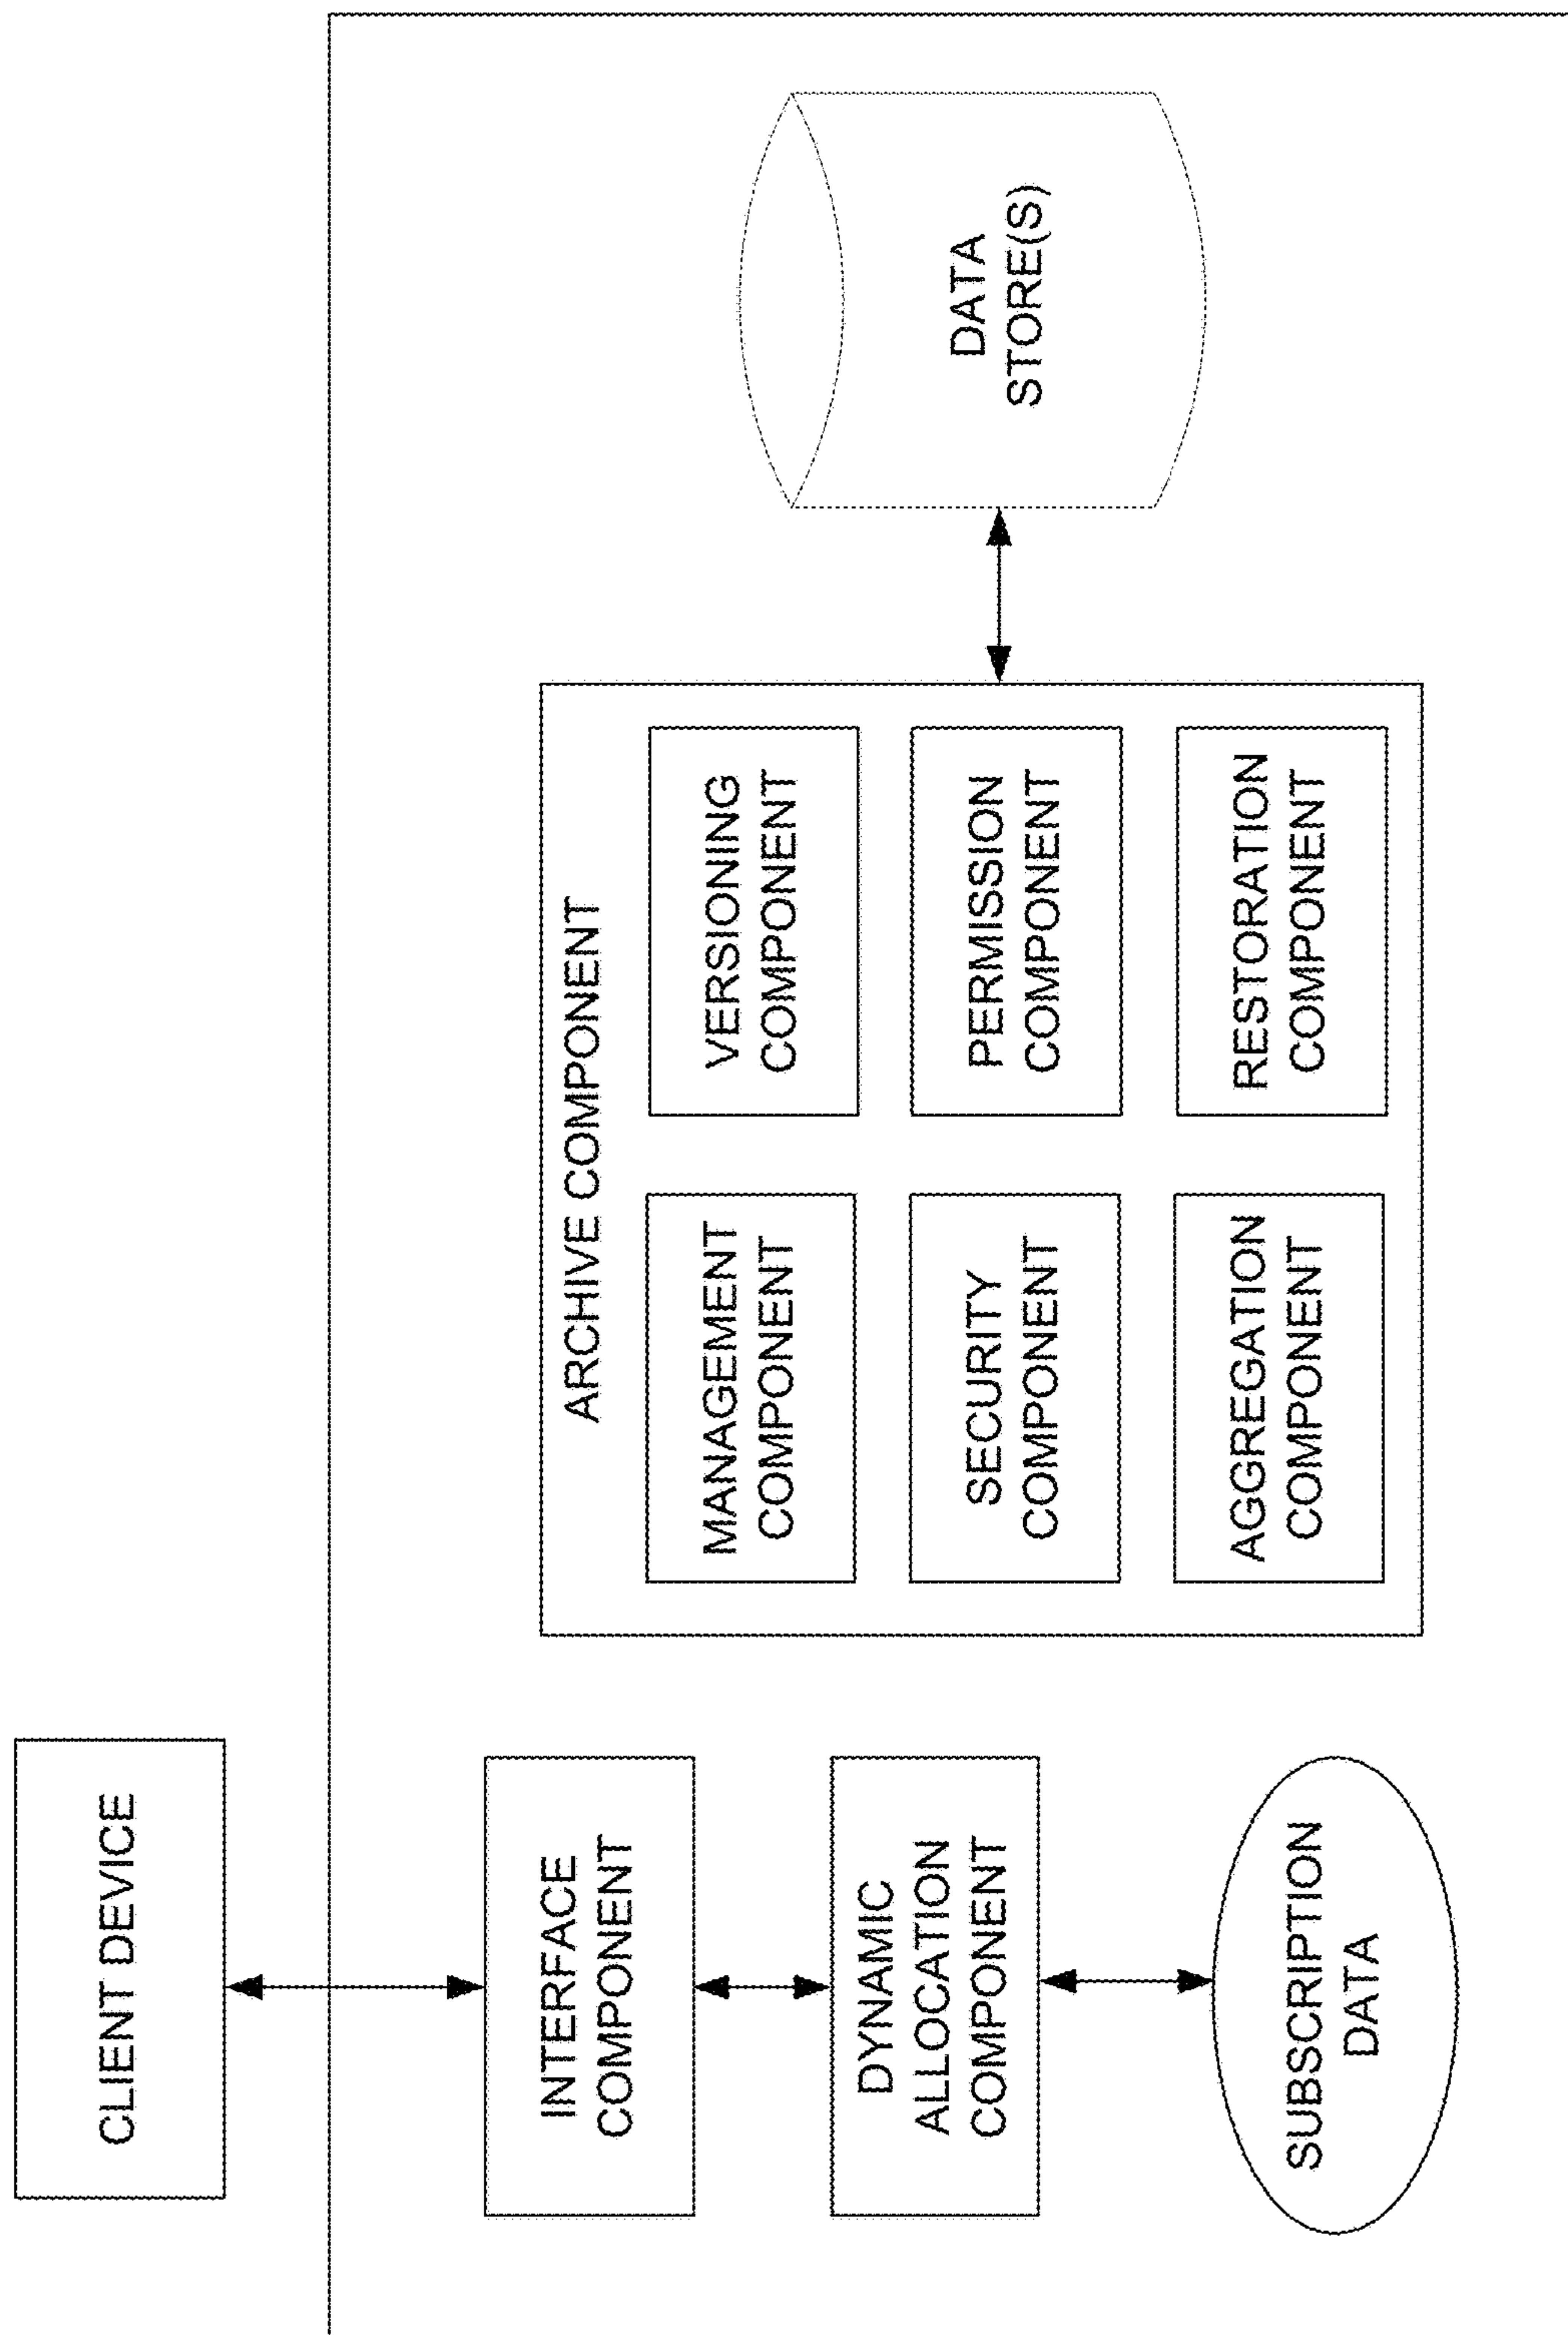 CLIENT DEVICE
INTERFACE
COMPONENT
DYNAMIC
ALLOCATION
COMPONENT
SUBSCRIPTION
DATA
ARCHIVE COMPONENT
MANAGEMENT
COMPONENT
VERSIONING
COMPONENT
SECURITY
COMPONENT
PERMISSION
COMPONENT
AGGREGATION
COMPONENT
RESTORATION
COMPONENT
DATA
STORE(S)